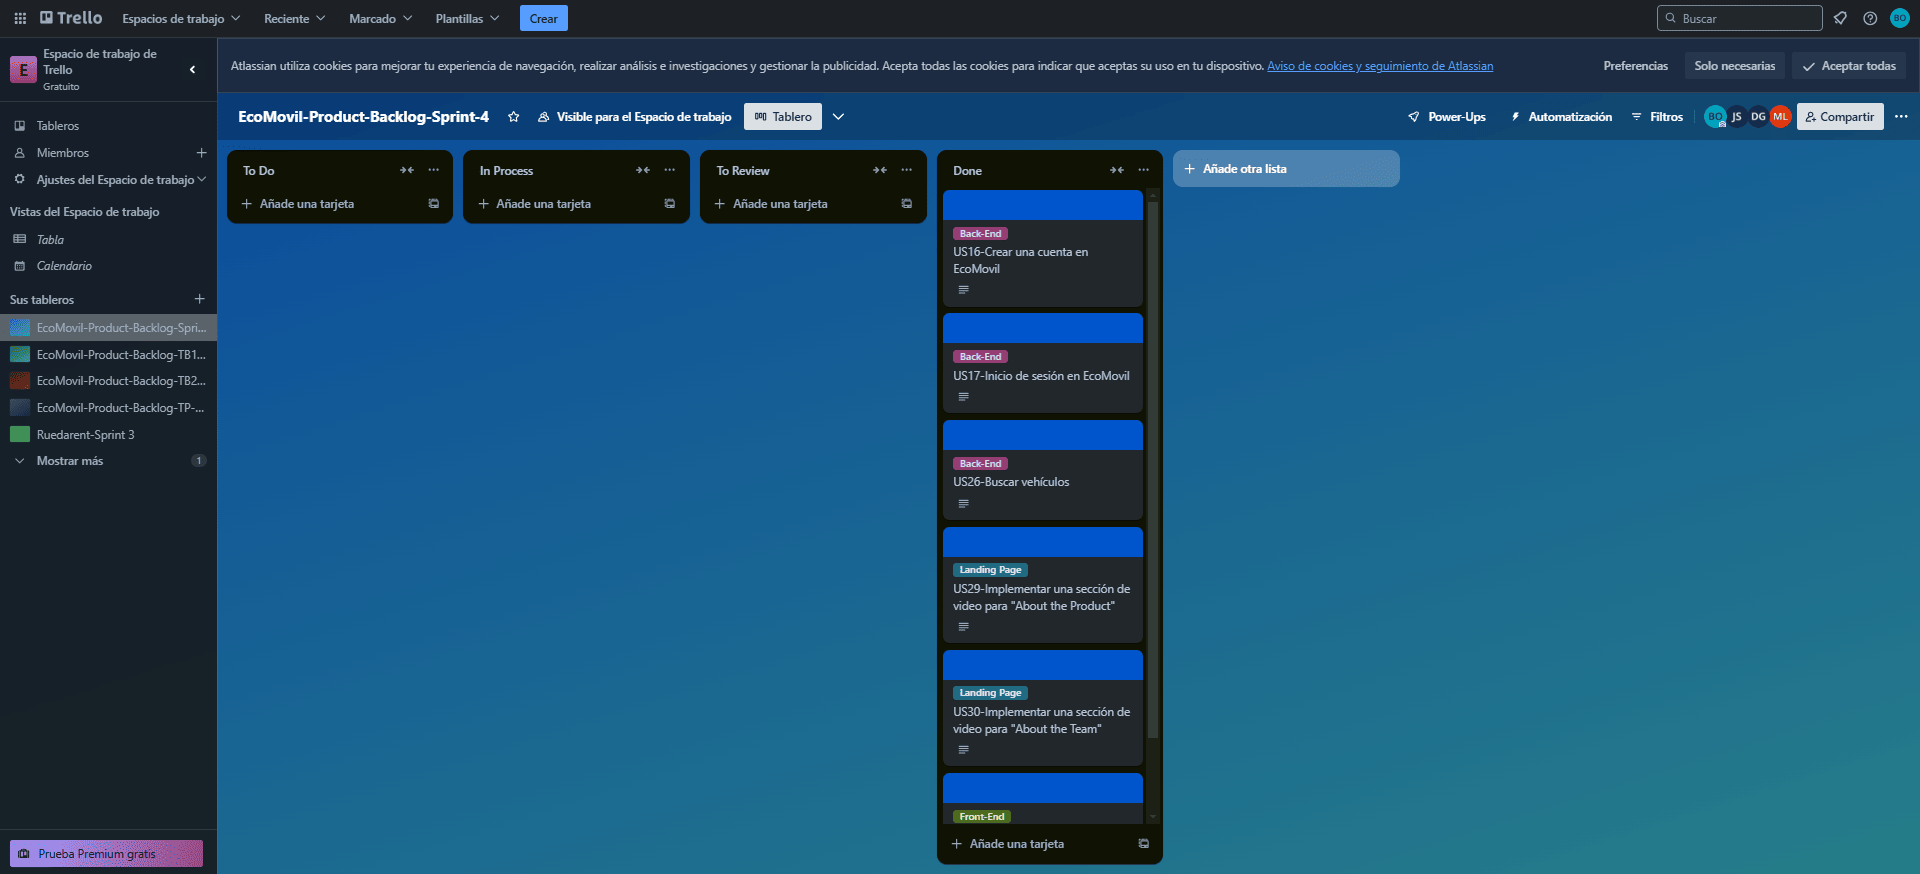 Trello
Espacios de trabajo
Reciente
Marcado
Plantillas
Crear
Buscar
BO
E
Espacio de trabajo de
Trello
Gratuito
Atlassian utiliza cookies para mejorar tu experiencia de navegación, realizar análisis e investigaciones y gestionar la publicidad. Acepta todas las cookies para indicar que aceptas su uso en tu dispositivo. Aviso de cookies y seguimiento de Atlassian
Preferencias
Solo necesarias
Aceptar todas
Tableros
Miembros
Ajustes del Espacio de trabajo
Vistas del Espacio de trabajo
Tabla
Calendario
Sus tableros
EcoMovil-Product-Backlog-Spri...
EcoMovil-Product-Backlog-TB1...
EcoMovil-Product-Backlog-TB2...
EcoMovil-Product-Backlog-TP-...
Ruedarent-Sprint 3
Mostrar más
1
Prueba Premium gratis
EcoMovil-Product-Backlog-Sprint-4
Visible para el Espacio de trabajo
Tablero
Power-Ups
Automatización
Filtros
BO
JS
DG
ML
Compartir
To Do
Añade una tarjeta
In Process
Añade una tarjeta
To Review
Añade una tarjeta
Done
Back-End
US16-Crear una cuenta en
EcoMovil
Back-End
US17-Inicio de sesión en EcoMovil
Back-End
US26-Buscar vehículos
Landing Page
US29-Implementar una sección de
video para "About the Product"
Landing Page
US30-Implementar una sección de
video para "About the Team"
Front-End
Añade una tarjeta
Añade otra lista